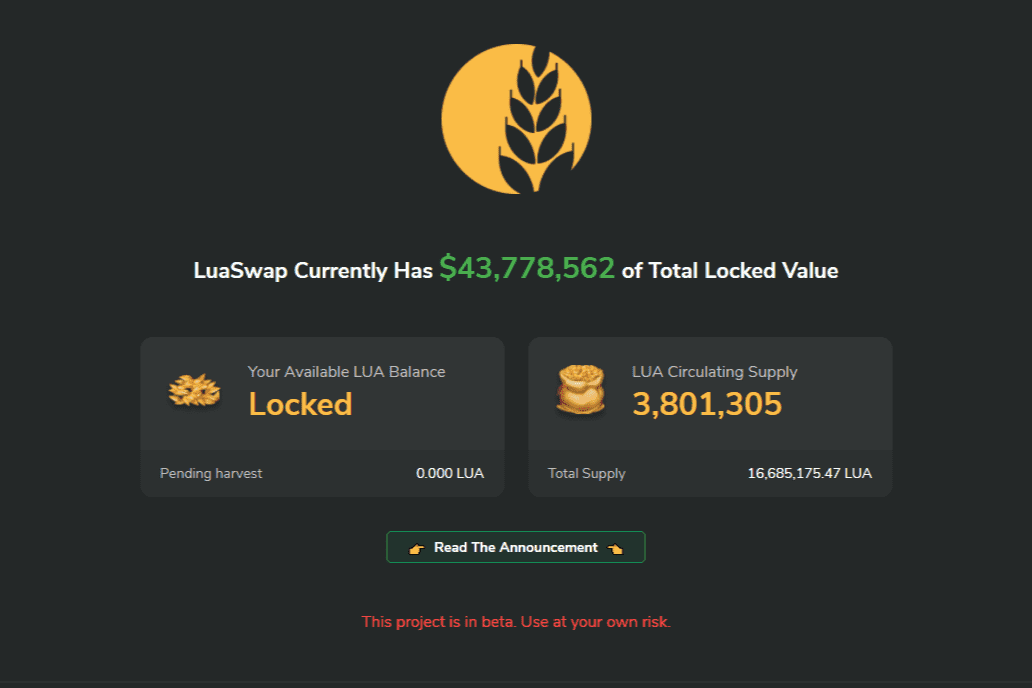 LuaSwap Currently Has $43,778,562 of Total Locked Value
Your Available LUA Balance
Locked
Pending harvest
0.000 LUA
LUA Circulating Supply
3,801,305
Total Supply
16,685,175.47 LUA
Read The Announcement
This project is in beta. Use at your own risk.